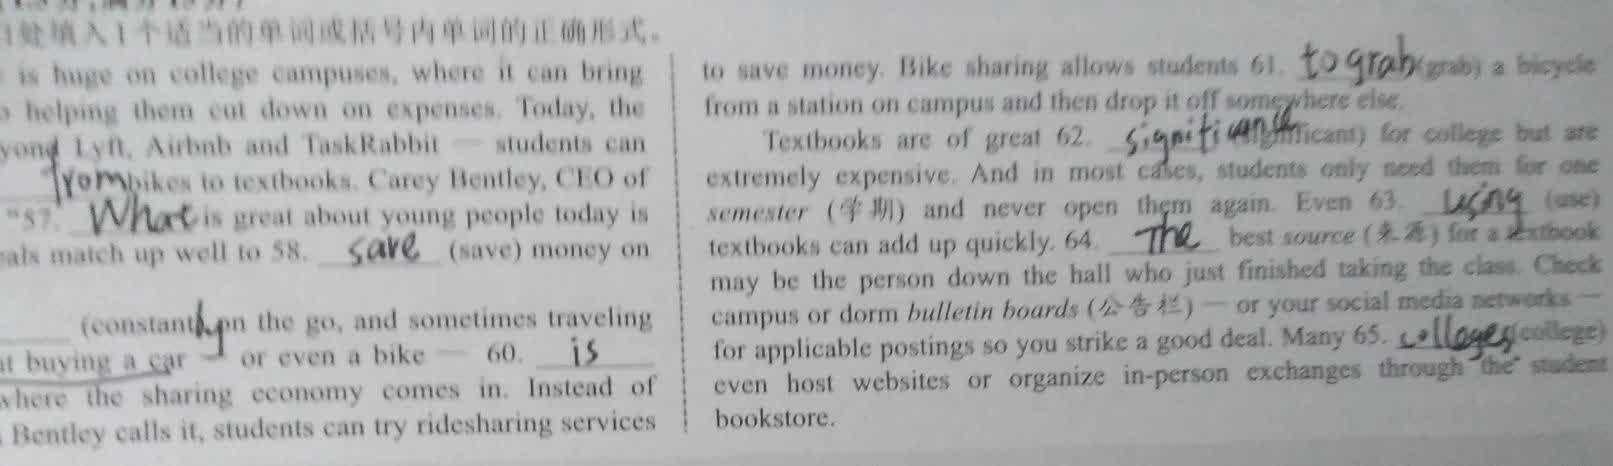 处填入1个适当的单词或括号内单词的正确形式。
is huge on college campuses, where it can bring
helping them cut down on expenses. Today, the
Lyft, Airbnb and TaskRabbit — students can
from bikes to textbooks. Carey Bentley, CEO of
"57. What is great about young people today is
match up well to 58. save (save) money on
(constant)ly on the go, and sometimes traveling
buying a car — or even a bike — 60. is
where the sharing economy comes in. Instead of
Bentley calls it, students can try ridesharing services
to save money. Bike sharing allows students 61. to grab (grab) a bicycle
from a station on campus and then drop it off somewhere else.
Textbooks are of great 62. (significant) for college but are
extremely expensive. And in most cases, students only need them for one
semester (学期) and never open them again. Even 63. using (use)
textbooks can add up quickly. 64. The best source (来源) for a textbook
may be the person down the hall who just finished taking the class. Check
campus or dorm bulletin boards (公告栏) — or your social media networks —
for applicable postings so you strike a good deal. Many 65. colleges (college)
even host websites or organize in-person exchanges through the student
bookstore.